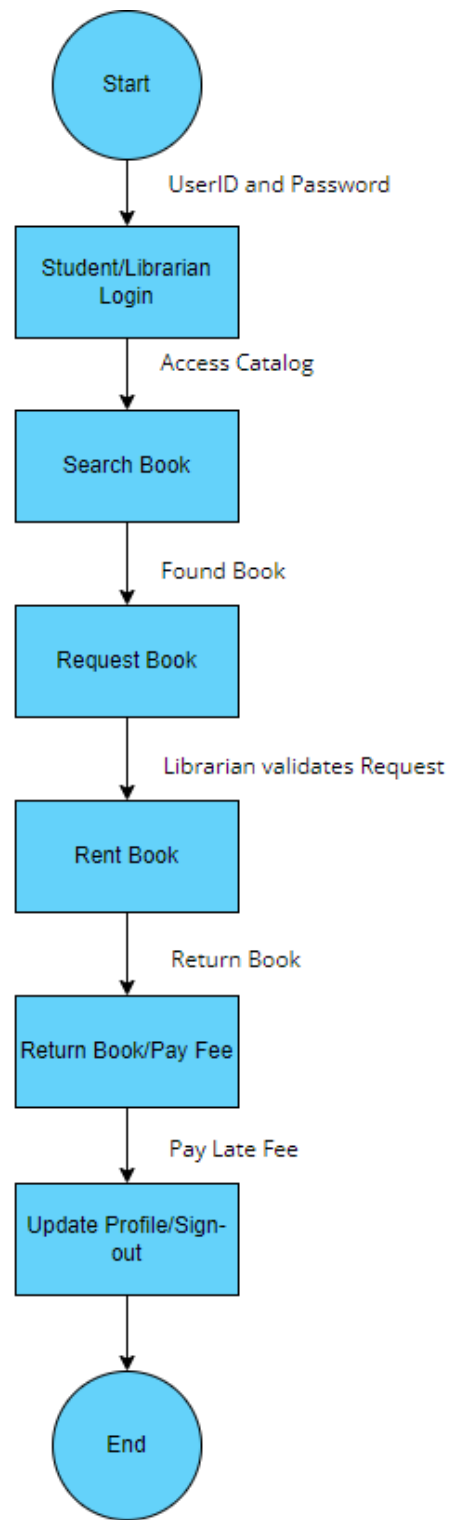 Start
UserID and Password
Student/Librarian
Login
Access Catalog
Search Book
Found Book
Request Book
Librarian validates Request
Rent Book
Return Book
Return Book/Pay Fee
Pay Late Fee
Update Profile/Sign-
out
End